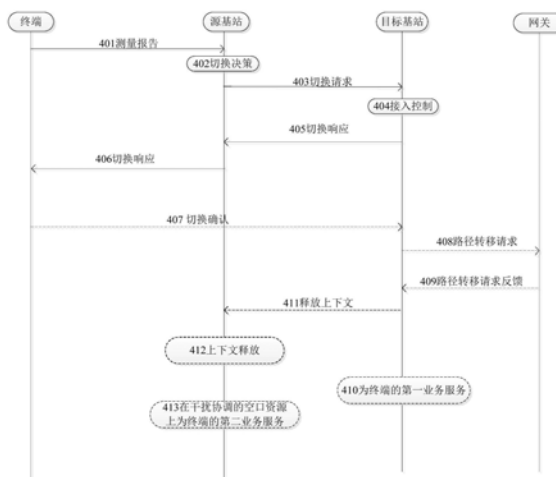 终端
源基站
目标基站
网关
401测量报告
402切换决策
403切换请求
404接入控制
405切换响应
406切换响应
407 切换确认
408路径转移请求
409路径转移请求反馈
411释放上下文
412上下文释放
410为终端的第一业务服务
413在干扰协调的空口资源
上为终端的第二业务服务